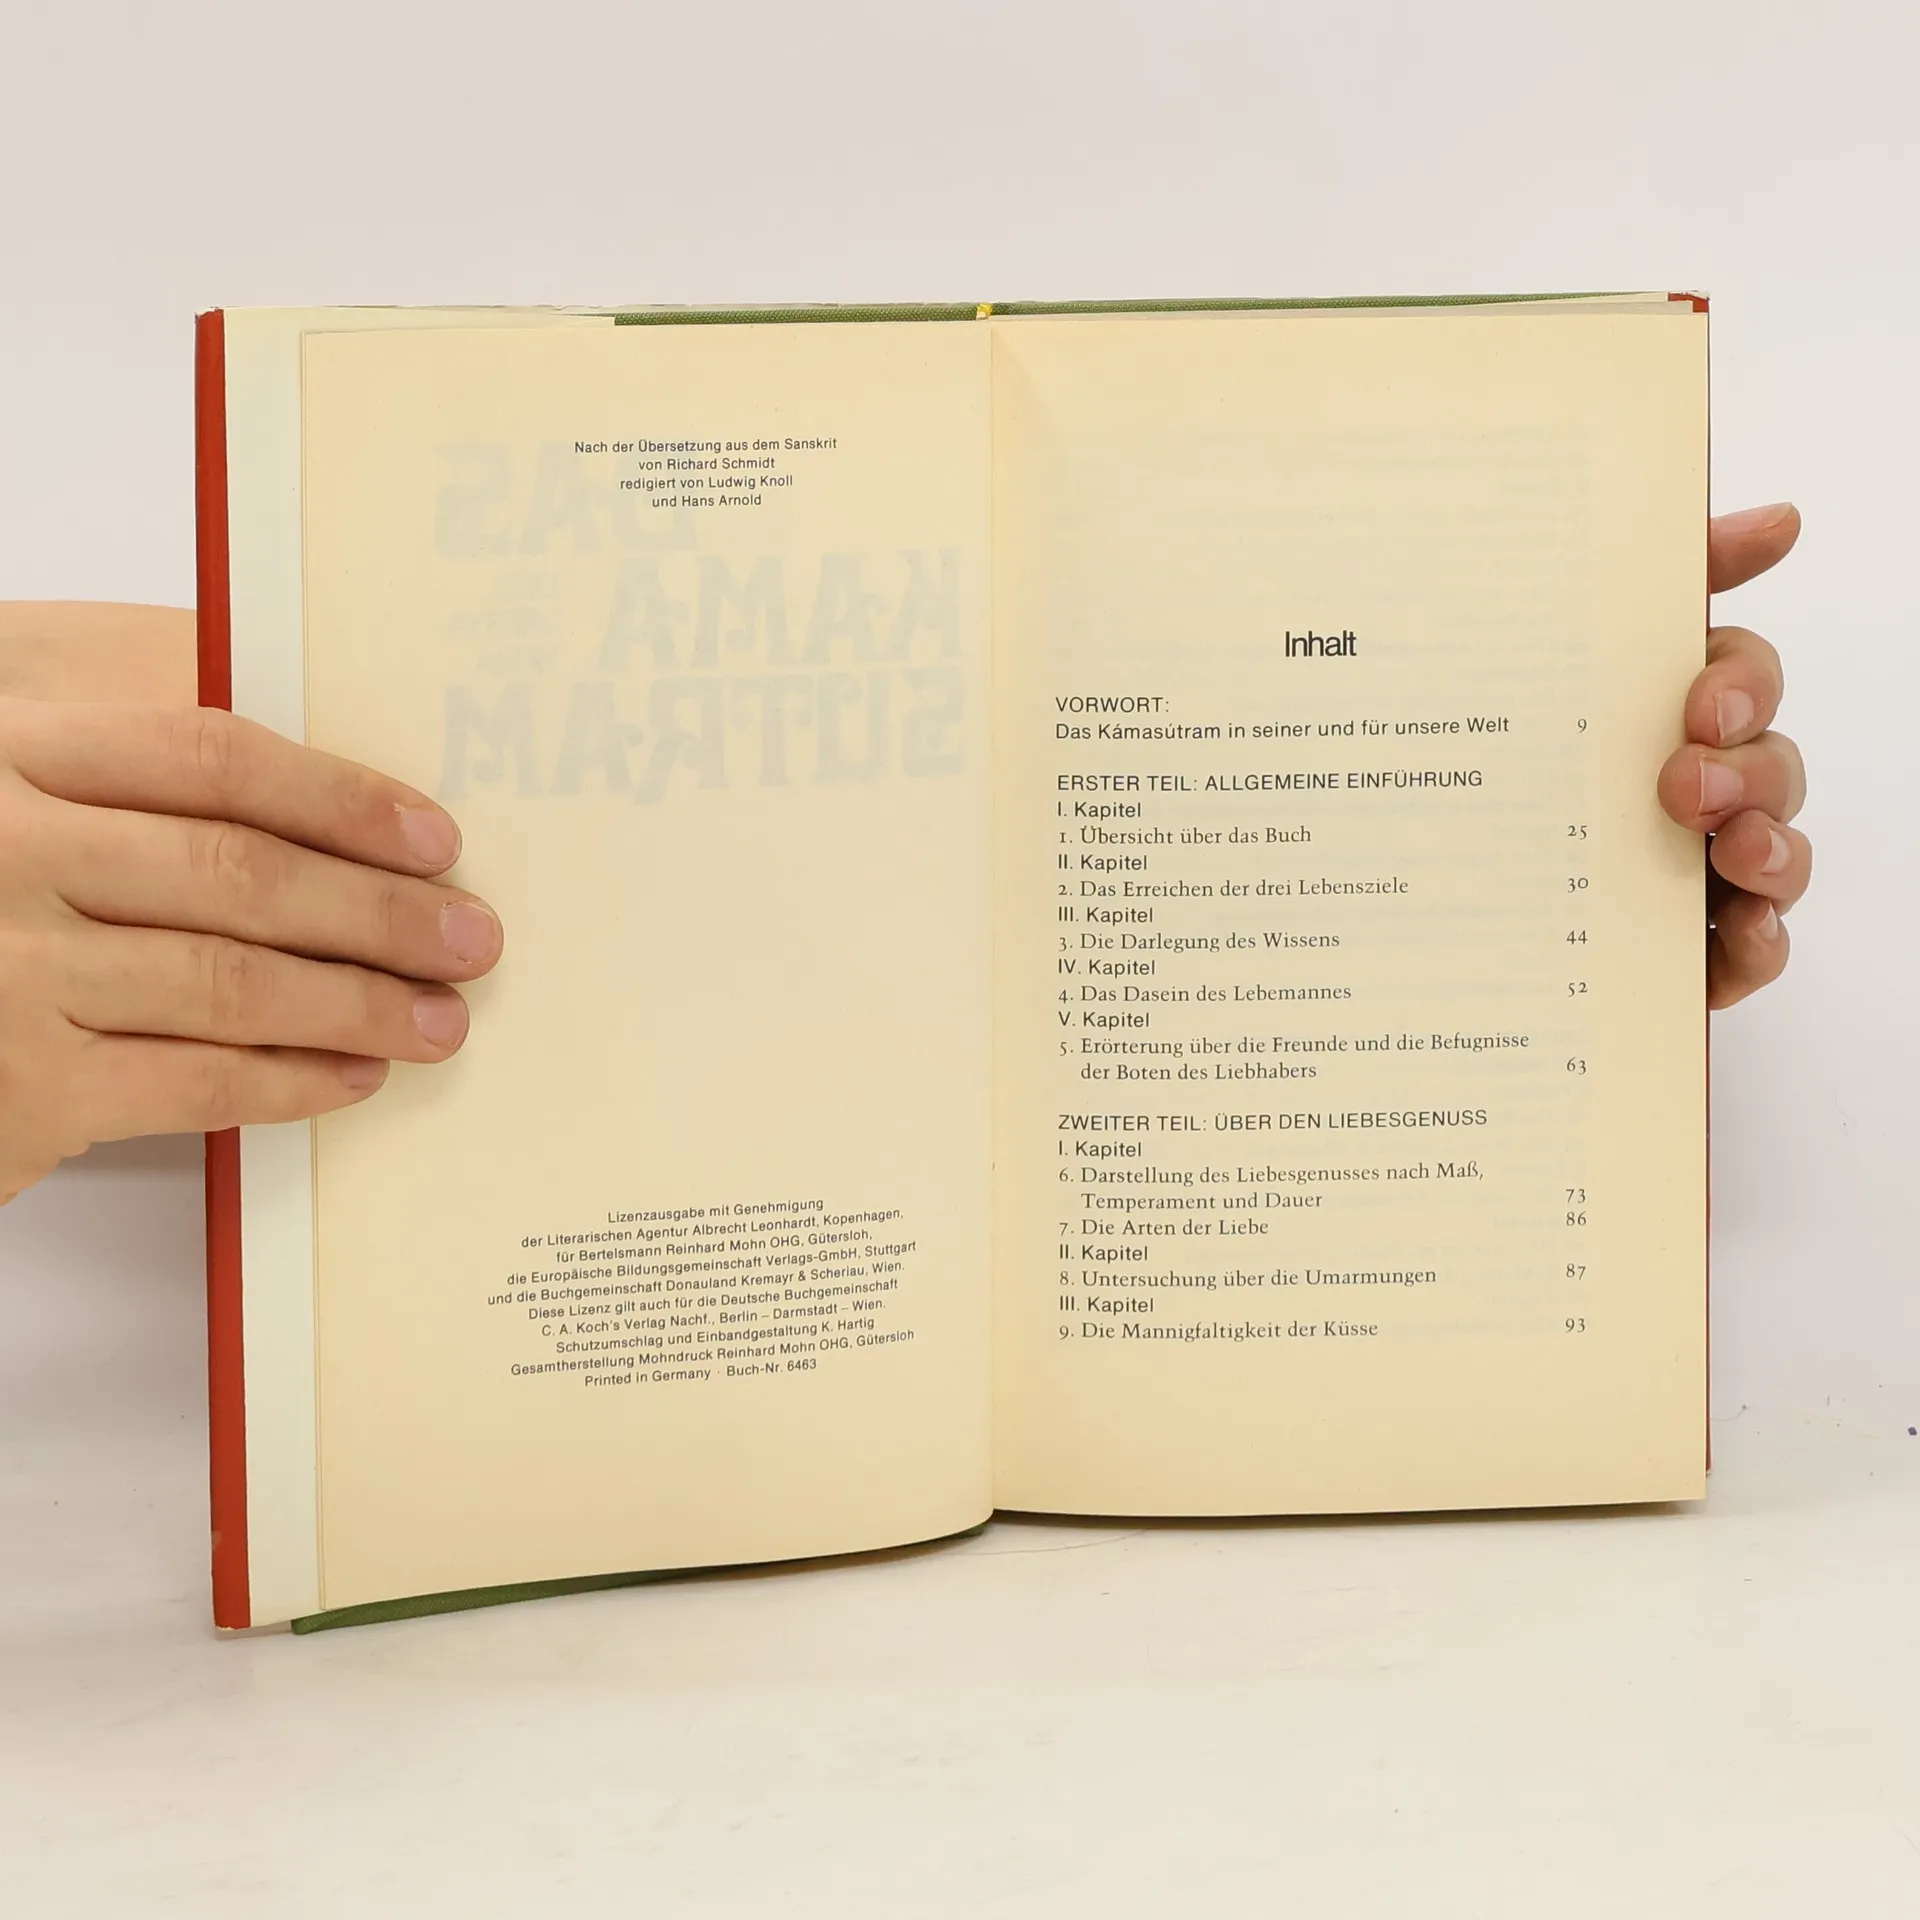 Nach der Übersetzung aus dem Sanskrit
von Richard Schmidt
redigiert von Ludwig Knoll
und Hans Arnold
Lizenzausgabe mit Genehmigung
der Literarischen Agentur Albrecht Leonhardt, Kopenhagen,
für Bertelsmann Reinhard Mohn OHG, Gütersloh,
die Europäische Bildungsgemeinschaft Verlags-GmbH, Stuttgart
und die Buchgemeinschaft Donauland Kremayr & Scheriau, Wien.
Diese Lizenz gilt auch für die Deutsche Buchgemeinschaft
C. A. Koch's Verlag Nachf., Berlin – Darmstadt – Wien.
Schutzumschlag und Einbandgestaltung K. Hartig
Gesamtherstellung Mohndruck Reinhard Mohn OHG, Gütersloh
Printed in Germany · Buch-Nr. 6463
Inhalt
VORWORT:
Das Kámasútram in seiner und für unsere Welt 9
ERSTER TEIL: ALLGEMEINE EINFÜHRUNG
I. Kapitel
1. Übersicht über das Buch 25
II. Kapitel
2. Das Erreichen der drei Lebensziele 30
III. Kapitel
3. Die Darlegung des Wissens 44
IV. Kapitel
4. Das Dasein des Lebemannes 52
V. Kapitel
5. Erörterung über die Freunde und die Befugnisse
der Boten des Liebhabers 63
ZWEITER TEIL: ÜBER DEN LIEBESGENUSS
I. Kapitel
6. Darstellung des Liebesgenusses nach Maß,
Temperament und Dauer 73
7. Die Arten der Liebe 86
II. Kapitel
8. Untersuchung über die Umarmungen 87
III. Kapitel
9. Die Mannigfaltigkeit der Küsse 93
DAS
KAMA
SUTRAM